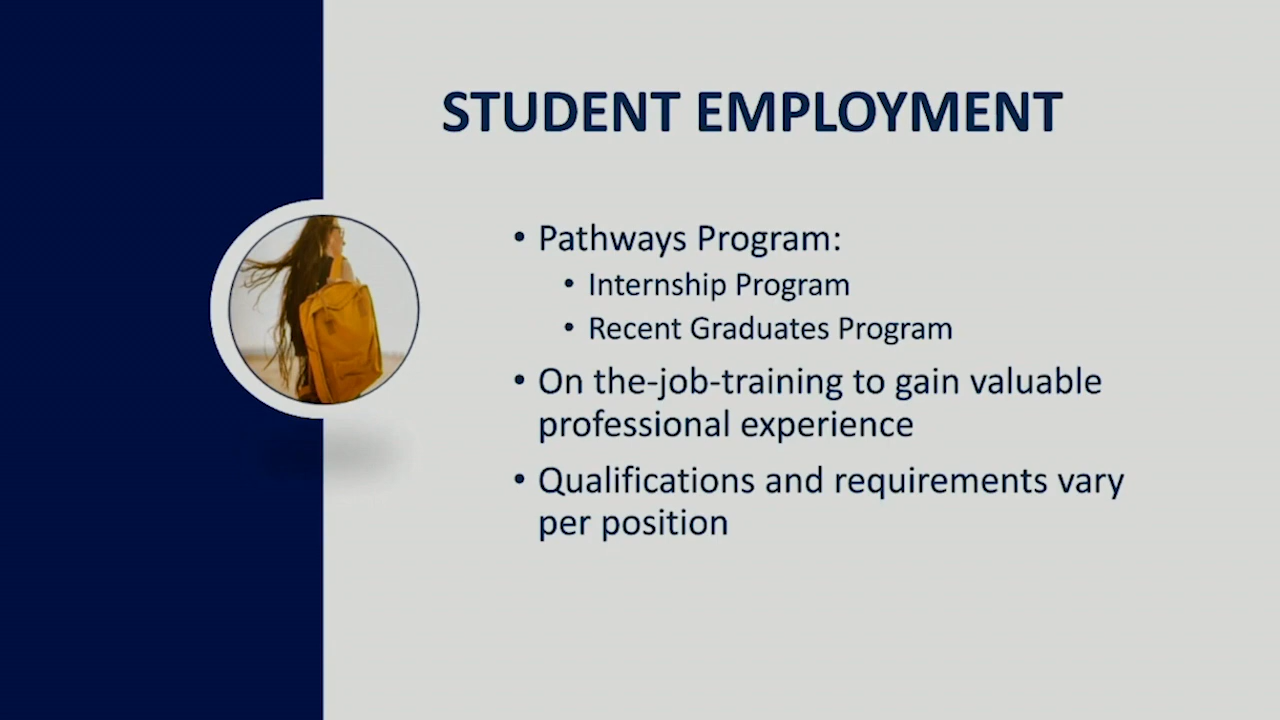 STUDENT EMPLOYMENT
• Pathways Program:
• Internship Program
• Recent Graduates Program
• On the-job-training to gain valuable
professional experience
• Qualifications and requirements vary
per position